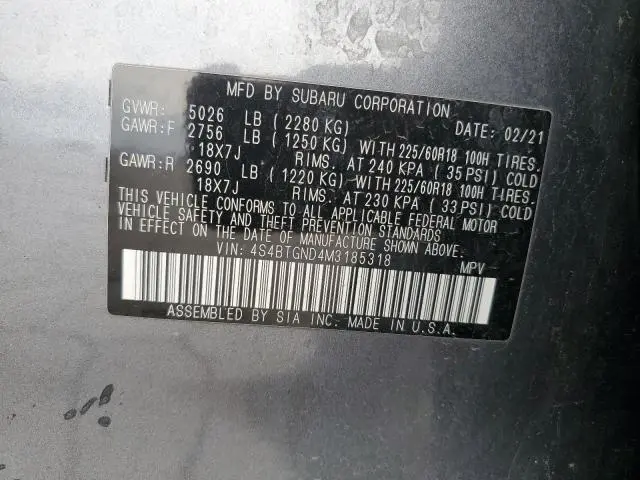 MFD BY SUBARU CORPORATION
GVWR: 5026 LB (2280 KG) DATE: 02/21
GAWR:F 2756 LB (1250 KG) WITH 225/60R18 100H TIRES.
18X7J RIMS. AT 240 KPA (35 PSI) COLD
GAWR:R 2690 LB (1220 KG) WITH 225/60R18 100H TIRES.
18X7J RIMS. AT 230 KPA (33 PSI) COLD
THIS VEHICLE CONFORMS TO ALL APPLICABLE FEDERAL MOTOR
VEHICLE SAFETY AND THEFT PREVENTION STANDARDS
IN EFFECT ON THE DATE OF MANUFACTURE SHOWN ABOVE.
VIN: 4S4BTGND4M3185318 MPV
ASSEMBLED BY SIA INC. MADE IN U.S.A.